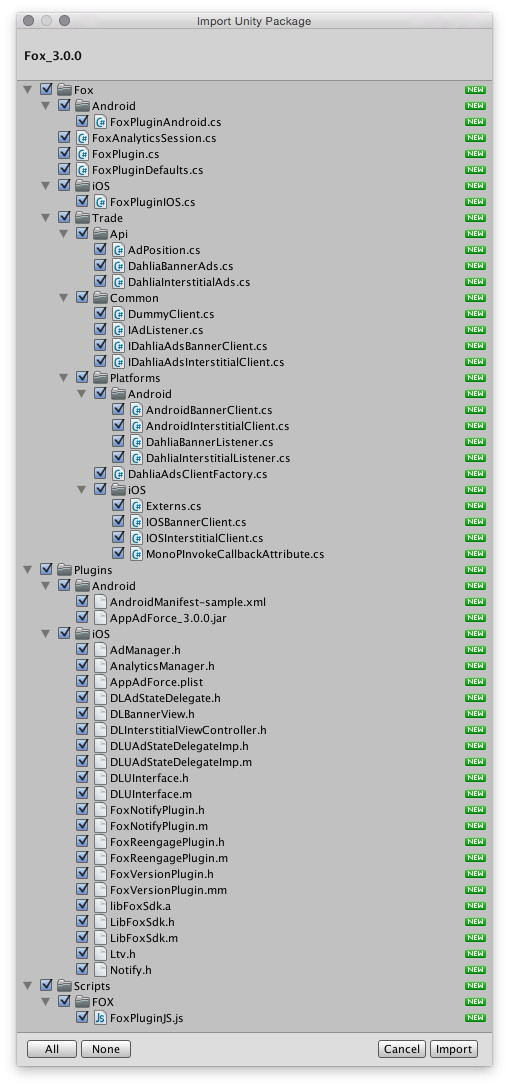 Import Unity Package
Fox_3.0.0
Fox NEW
Android NEW
FoxPluginAndroid.cs NEW
FoxAnalyticsSession.cs NEW
FoxPlugin.cs NEW
FoxPluginDefaults.cs NEW
iOS NEW
FoxPluginIOS.cs NEW
Trade NEW
Api NEW
AdPosition.cs NEW
DahliaBannerAds.cs NEW
DahliaInterstitialAds.cs NEW
Common NEW
DummyClient.cs NEW
IAdListener.cs NEW
IDahliaAdsBannerClient.cs NEW
IDahliaAdsInterstitialClient.cs NEW
Platforms NEW
Android NEW
AndroidBannerClient.cs NEW
AndroidInterstitialClient.cs NEW
DahliaBannerListener.cs NEW
DahliaInterstitialListener.cs NEW
DahliaAdsClientFactory.cs NEW
iOS NEW
Externs.cs NEW
IOSBannerClient.cs NEW
IOSInterstitialClient.cs NEW
MonoPInvokeCallbackAttribute.cs NEW
Plugins NEW
Android NEW
AndroidManifest-sample.xml NEW
AppAdForce_3.0.0.jar NEW
iOS NEW
AdManager.h NEW
AnalyticsManager.h NEW
AppAdForce.plist NEW
DLAdStateDelegate.h NEW
DLBannerView.h NEW
DLInterstitialViewController.h NEW
DLUAdStateDelegateImp.h NEW
DLUAdStateDelegateImp.m NEW
DLUInterface.h NEW
DLUInterface.m NEW
FoxNotifyPlugin.h NEW
FoxNotifyPlugin.m NEW
FoxReengagePlugin.h NEW
FoxReengagePlugin.m NEW
FoxVersionPlugin.h NEW
FoxVersionPlugin.mm NEW
libFoxSdk.a NEW
LibFoxSdk.h NEW
LibFoxSdk.m NEW
Ltv.h NEW
Notify.h NEW
Scripts NEW
FOX NEW
Js FoxPluginJS.js NEW
All None Cancel Import